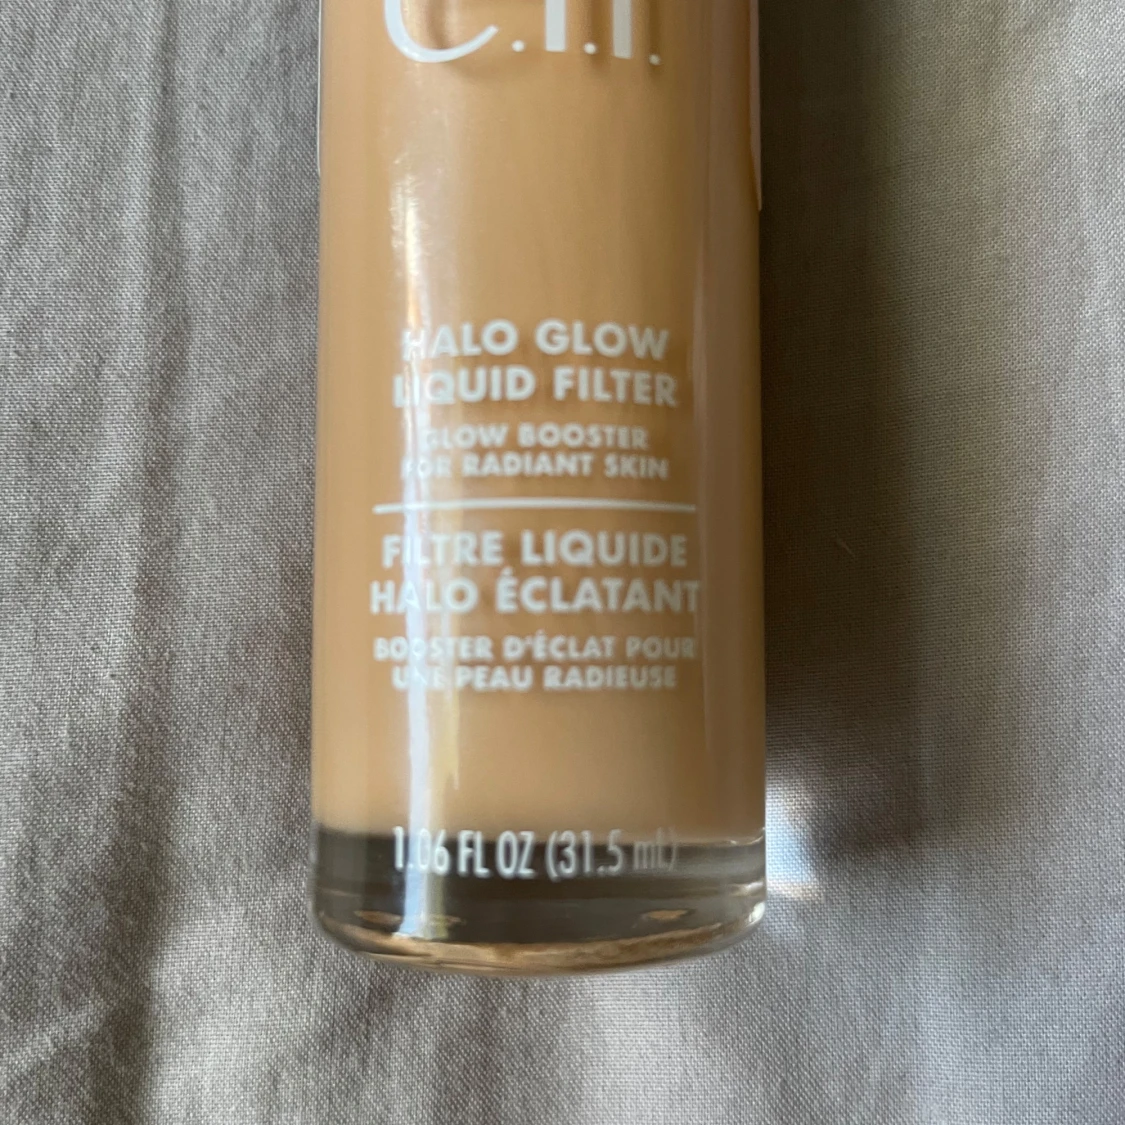 e.l.f.
HALO GLOW
LIQUID FILTER
GLOW BOOSTER
FOR RADIANT SKIN
FILTRE LIQUIDE
HALO ÉCLATANT
BOOSTER D'ÉCLAT POUR
UNE PEAU RADIEUSE
1.06 FL OZ (31.5 mL)